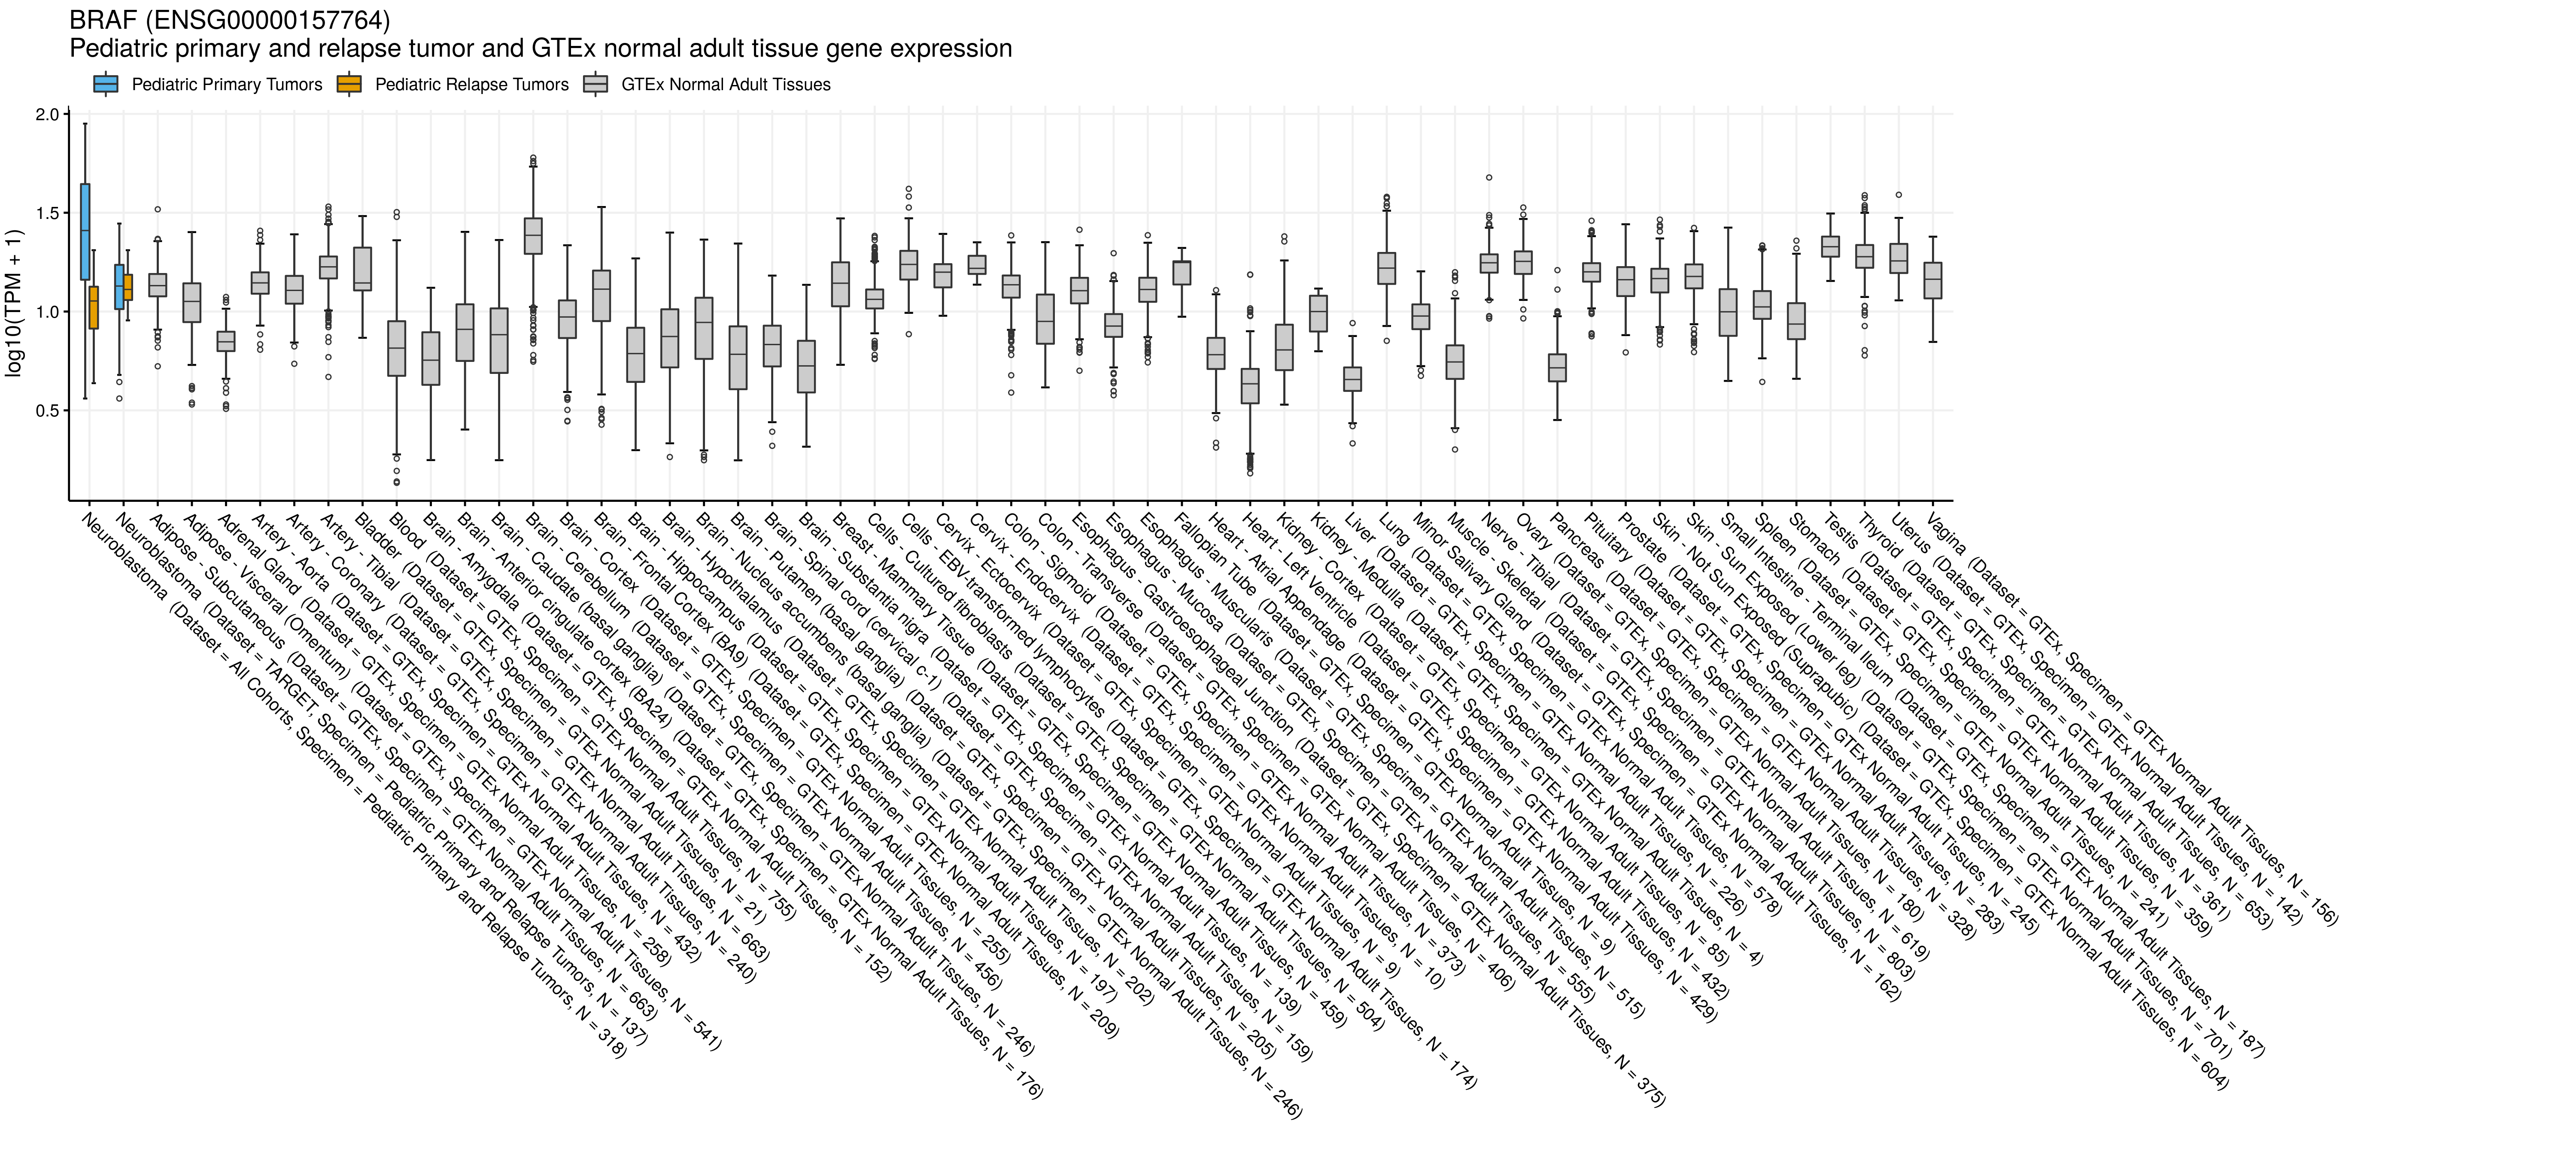 BRAF (ENSG00000157764)
Pediatric primary and relapse tumor and GTEx normal adult tissue gene expression
Pediatric Primary Tumors
Pediatric Relapse Tumors
GTEx Normal Adult Tissues
log10(TPM + 1)
2.0
1.5
1.0
0.5
Neuroblastoma (Dataset = All Cohorts, Specimen = Pediatric Primary and Relapse Tumors, N = 318)
Neuroblastoma (Dataset = TARGET, Specimen = Pediatric Primary and Relapse Tumors, N = 137)
Adipose - Subcutaneous (Dataset = GTEx, Specimen = GTEx Normal Adult Tissues, N = 663)
Adipose - Visceral (Omentum) (Dataset = GTEx, Specimen = GTEx Normal Adult Tissues, N = 541)
Adrenal Gland (Dataset = GTEx, Specimen = GTEx Normal Adult Tissues, N = 258)
Artery - Aorta (Dataset = GTEx, Specimen = GTEx Normal Adult Tissues, N = 432)
Artery - Coronary (Dataset = GTEx, Specimen = GTEx Normal Adult Tissues, N = 240)
Artery - Tibial (Dataset = GTEx, Specimen = GTEx Normal Adult Tissues, N = 663)
Bladder (Dataset = GTEx, Specimen = GTEx Normal Adult Tissues, N = 21)
Blood (Dataset = GTEx, Specimen = GTEx Normal Adult Tissues, N = 755)
Brain - Amygdala (Dataset = GTEx, Specimen = GTEx Normal Adult Tissues, N = 152)
Brain - Anterior cingulate cortex (BA24) (Dataset = GTEx, Specimen = GTEx Normal Adult Tissues, N = 176)
Brain - Caudate (basal ganglia) (Dataset = GTEx, Specimen = GTEx Normal Adult Tissues, N = 246)
Brain - Cerebellum (Dataset = GTEx, Specimen = GTEx Normal Adult Tissues, N = 456)
Brain - Cortex (Dataset = GTEx, Specimen = GTEx Normal Adult Tissues, N = 255)
Brain - Frontal Cortex (BA9) (Dataset = GTEx, Specimen = GTEx Normal Adult Tissues, N = 209)
Brain - Hippocampus (Dataset = GTEx, Specimen = GTEx Normal Adult Tissues, N = 197)
Brain - Hypothalamus (Dataset = GTEx, Specimen = GTEx Normal Adult Tissues, N = 202)
Brain - Nucleus accumbens (basal ganglia) (Dataset = GTEx, Specimen = GTEx Normal Adult Tissues, N = 246)
Brain - Putamen (basal ganglia) (Dataset = GTEx, Specimen = GTEx Normal Adult Tissues, N = 205)
Brain - Spinal cord (cervical c-1) (Dataset = GTEx, Specimen = GTEx Normal Adult Tissues, N = 159)
Brain - Substantia nigra (Dataset = GTEx, Specimen = GTEx Normal Adult Tissues, N = 139)
Breast - Mammary Tissue (Dataset = GTEx, Specimen = GTEx Normal Adult Tissues, N = 459)
Cells - Cultured fibroblasts (Dataset = GTEx, Specimen = GTEx Normal Adult Tissues, N = 504)
Cells - EBV-transformed lymphocytes (Dataset = GTEx, Specimen = GTEx Normal Adult Tissues, N = 174)
Cervix - Ectocervix (Dataset = GTEx, Specimen = GTEx Normal Adult Tissues, N = 9)
Cervix - Endocervix (Dataset = GTEx, Specimen = GTEx Normal Adult Tissues, N = 10)
Colon - Sigmoid (Dataset = GTEx, Specimen = GTEx Normal Adult Tissues, N = 373)
Colon - Transverse (Dataset = GTEx, Specimen = GTEx Normal Adult Tissues, N = 406)
Esophagus - Gastroesophageal Junction (Dataset = GTEx, Specimen = GTEx Normal Adult Tissues, N = 375)
Esophagus - Mucosa (Dataset = GTEx, Specimen = GTEx Normal Adult Tissues, N = 555)
Esophagus - Muscularis (Dataset = GTEx, Specimen = GTEx Normal Adult Tissues, N = 515)
Fallopian Tube (Dataset = GTEx, Specimen = GTEx Normal Adult Tissues, N = 9)
Heart - Atrial Appendage (Dataset = GTEx, Specimen = GTEx Normal Adult Tissues, N = 429)
Heart - Left Ventricle (Dataset = GTEx, Specimen = GTEx Normal Adult Tissues, N = 432)
Kidney - Cortex (Dataset = GTEx, Specimen = GTEx Normal Adult Tissues, N = 85)
Kidney - Medulla (Dataset = GTEx, Specimen = GTEx Normal Adult Tissues, N = 4)
Liver (Dataset = GTEx, Specimen = GTEx Normal Adult Tissues, N = 226)
Lung (Dataset = GTEx, Specimen = GTEx Normal Adult Tissues, N = 578)
Minor Salivary Gland (Dataset = GTEx, Specimen = GTEx Normal Adult Tissues, N = 162)
Muscle - Skeletal (Dataset = GTEx, Specimen = GTEx Normal Adult Tissues, N = 803)
Nerve - Tibial (Dataset = GTEx, Specimen = GTEx Normal Adult Tissues, N = 619)
Ovary (Dataset = GTEx, Specimen = GTEx Normal Adult Tissues, N = 180)
Pancreas (Dataset = GTEx, Specimen = GTEx Normal Adult Tissues, N = 328)
Pituitary (Dataset = GTEx, Specimen = GTEx Normal Adult Tissues, N = 283)
Prostate (Dataset = GTEx, Specimen = GTEx Normal Adult Tissues, N = 245)
Skin - Not Sun Exposed (Suprapubic) (Dataset = GTEx, Specimen = GTEx Normal Adult Tissues, N = 604)
Skin - Sun Exposed (Lower leg) (Dataset = GTEx, Specimen = GTEx Normal Adult Tissues, N = 701)
Small Intestine - Terminal Ileum (Dataset = GTEx, Specimen = GTEx Normal Adult Tissues, N = 187)
Spleen (Dataset = GTEx, Specimen = GTEx Normal Adult Tissues, N = 241)
Stomach (Dataset = GTEx, Specimen = GTEx Normal Adult Tissues, N = 359)
Testis (Dataset = GTEx, Specimen = GTEx Normal Adult Tissues, N = 361)
Thyroid (Dataset = GTEx, Specimen = GTEx Normal Adult Tissues, N = 653)
Uterus (Dataset = GTEx, Specimen = GTEx Normal Adult Tissues, N = 142)
Vagina (Dataset = GTEx, Specimen = GTEx Normal Adult Tissues, N = 156)